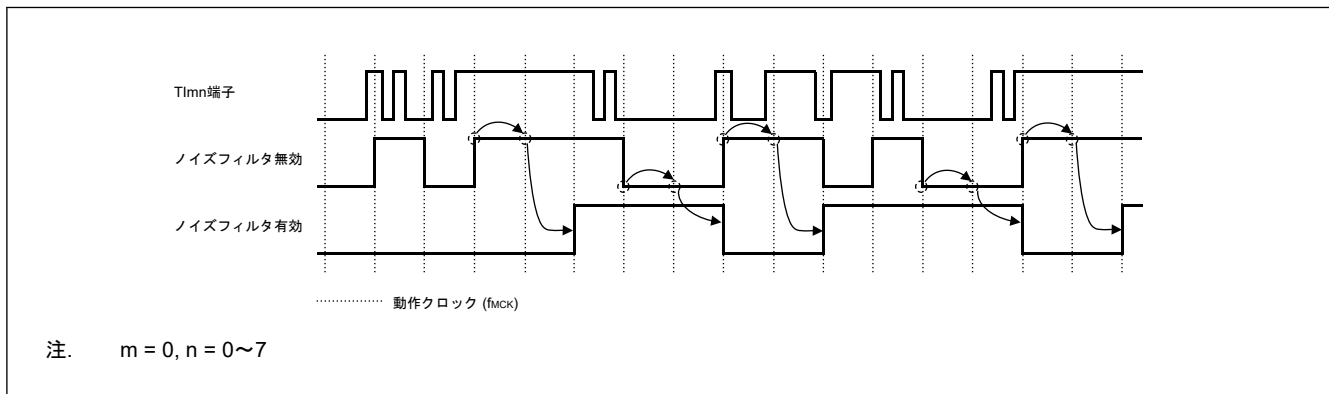 TImn端子
ノイズフィルタ無効
ノイズフィルタ有効
動作クロック (fMCK)
注. m = 0, n = 0～7